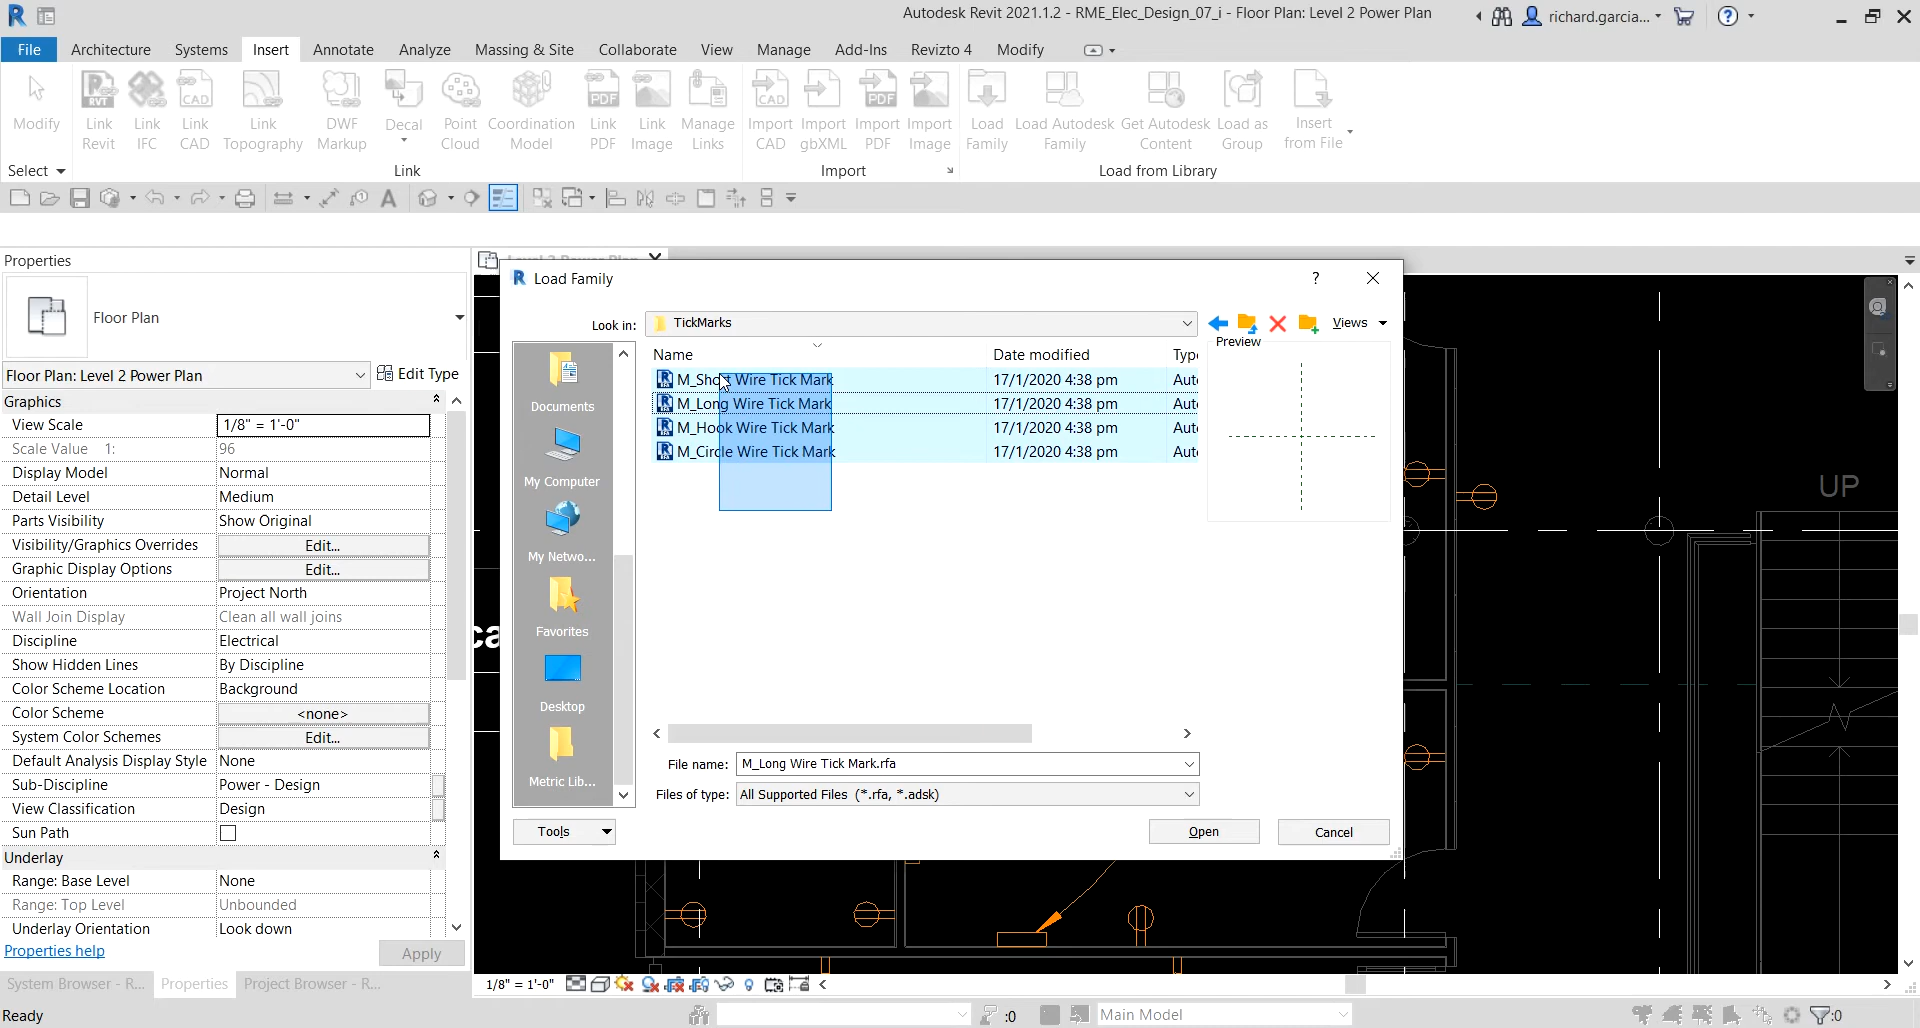 Autodesk Revit 2021.1.2 - RME_Elec_Design_07_i - Floor Plan: Level 2 Power Plan
richard.garcia...
File Architecture Systems Insert Annotate Analyze Massing & Site Collaborate View Manage Add-Ins Revizto 4 Modify
Modify
Link Revit
Link IFC
Link CAD
Link Topography
DWF Markup
Decal
Point Cloud
Coordination Model
Link PDF
Link Image
Manage Links
Import CAD
Import gbXML
Import PDF
Import Image
Load Family
Load Autodesk Family
Get Autodesk Content
Load as Group
Insert from File
Select Link Import Load from Library
Properties
Floor Plan
Floor Plan: Level 2 Power Plan Edit Type
Graphics
View Scale 1/8" = 1'-0"
Scale Value 1: 96
Display Model Normal
Detail Level Medium
Parts Visibility Show Original
Visibility/Graphics Overrides Edit...
Graphic Display Options Edit...
Orientation Project North
Wall Join Display Clean all wall joins
Discipline Electrical
Show Hidden Lines By Discipline
Color Scheme Location Background
Color Scheme <none>
System Color Schemes Edit...
Default Analysis Display Style None
Sub-Discipline Power - Design
View Classification Design
Sun Path
Underlay
Range: Base Level None
Range: Top Level Unbounded
Underlay Orientation Look down
Properties help Apply
System Browser - R... Properties Project Browser - R...
Load Family
Look in: TickMarks Views
Preview
Name Date modified Type
M_Short Wire Tick Mark 17/1/2020 4:38 pm Aut
M_Long Wire Tick Mark 17/1/2020 4:38 pm Aut
M_Hook Wire Tick Mark 17/1/2020 4:38 pm Aut
M_Circle Wire Tick Mark 17/1/2020 4:38 pm Aut
Documents
My Computer
My Netwo...
Favorites
Desktop
Metric Lib...
File name: M_Long Wire Tick Mark.rfa
Files of type: All Supported Files (*.rfa, *.adsk)
Tools Open Cancel
UP
1/8" = 1'-0"
Ready :0 Main Model :0